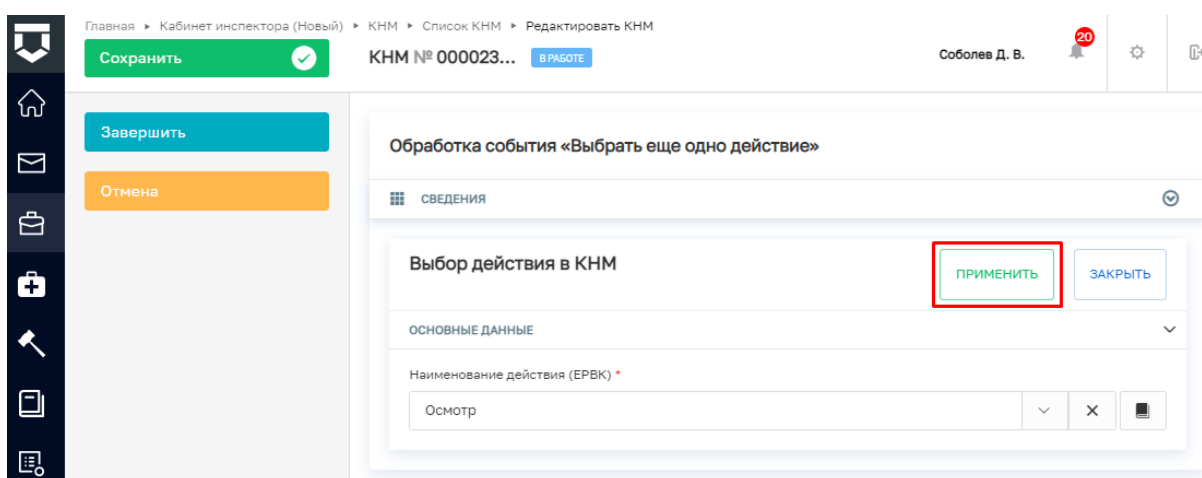 Главная ▸ Кабинет инспектора (Новый) ▸ КНМ ▸ Список КНМ ▸ Редактировать КНМ
Сохранить
КНМ № 000023... В РАБОТЕ
Соболев Д. В.
20
Завершить
Отмена
Обработка события «Выбрать еще одно действие»
СВЕДЕНИЯ
Выбор действия в КНМ
ПРИМЕНИТЬ
ЗАКРЫТЬ
ОСНОВНЫЕ ДАННЫЕ
Наименование действия (ЕРВК) *
Осмотр